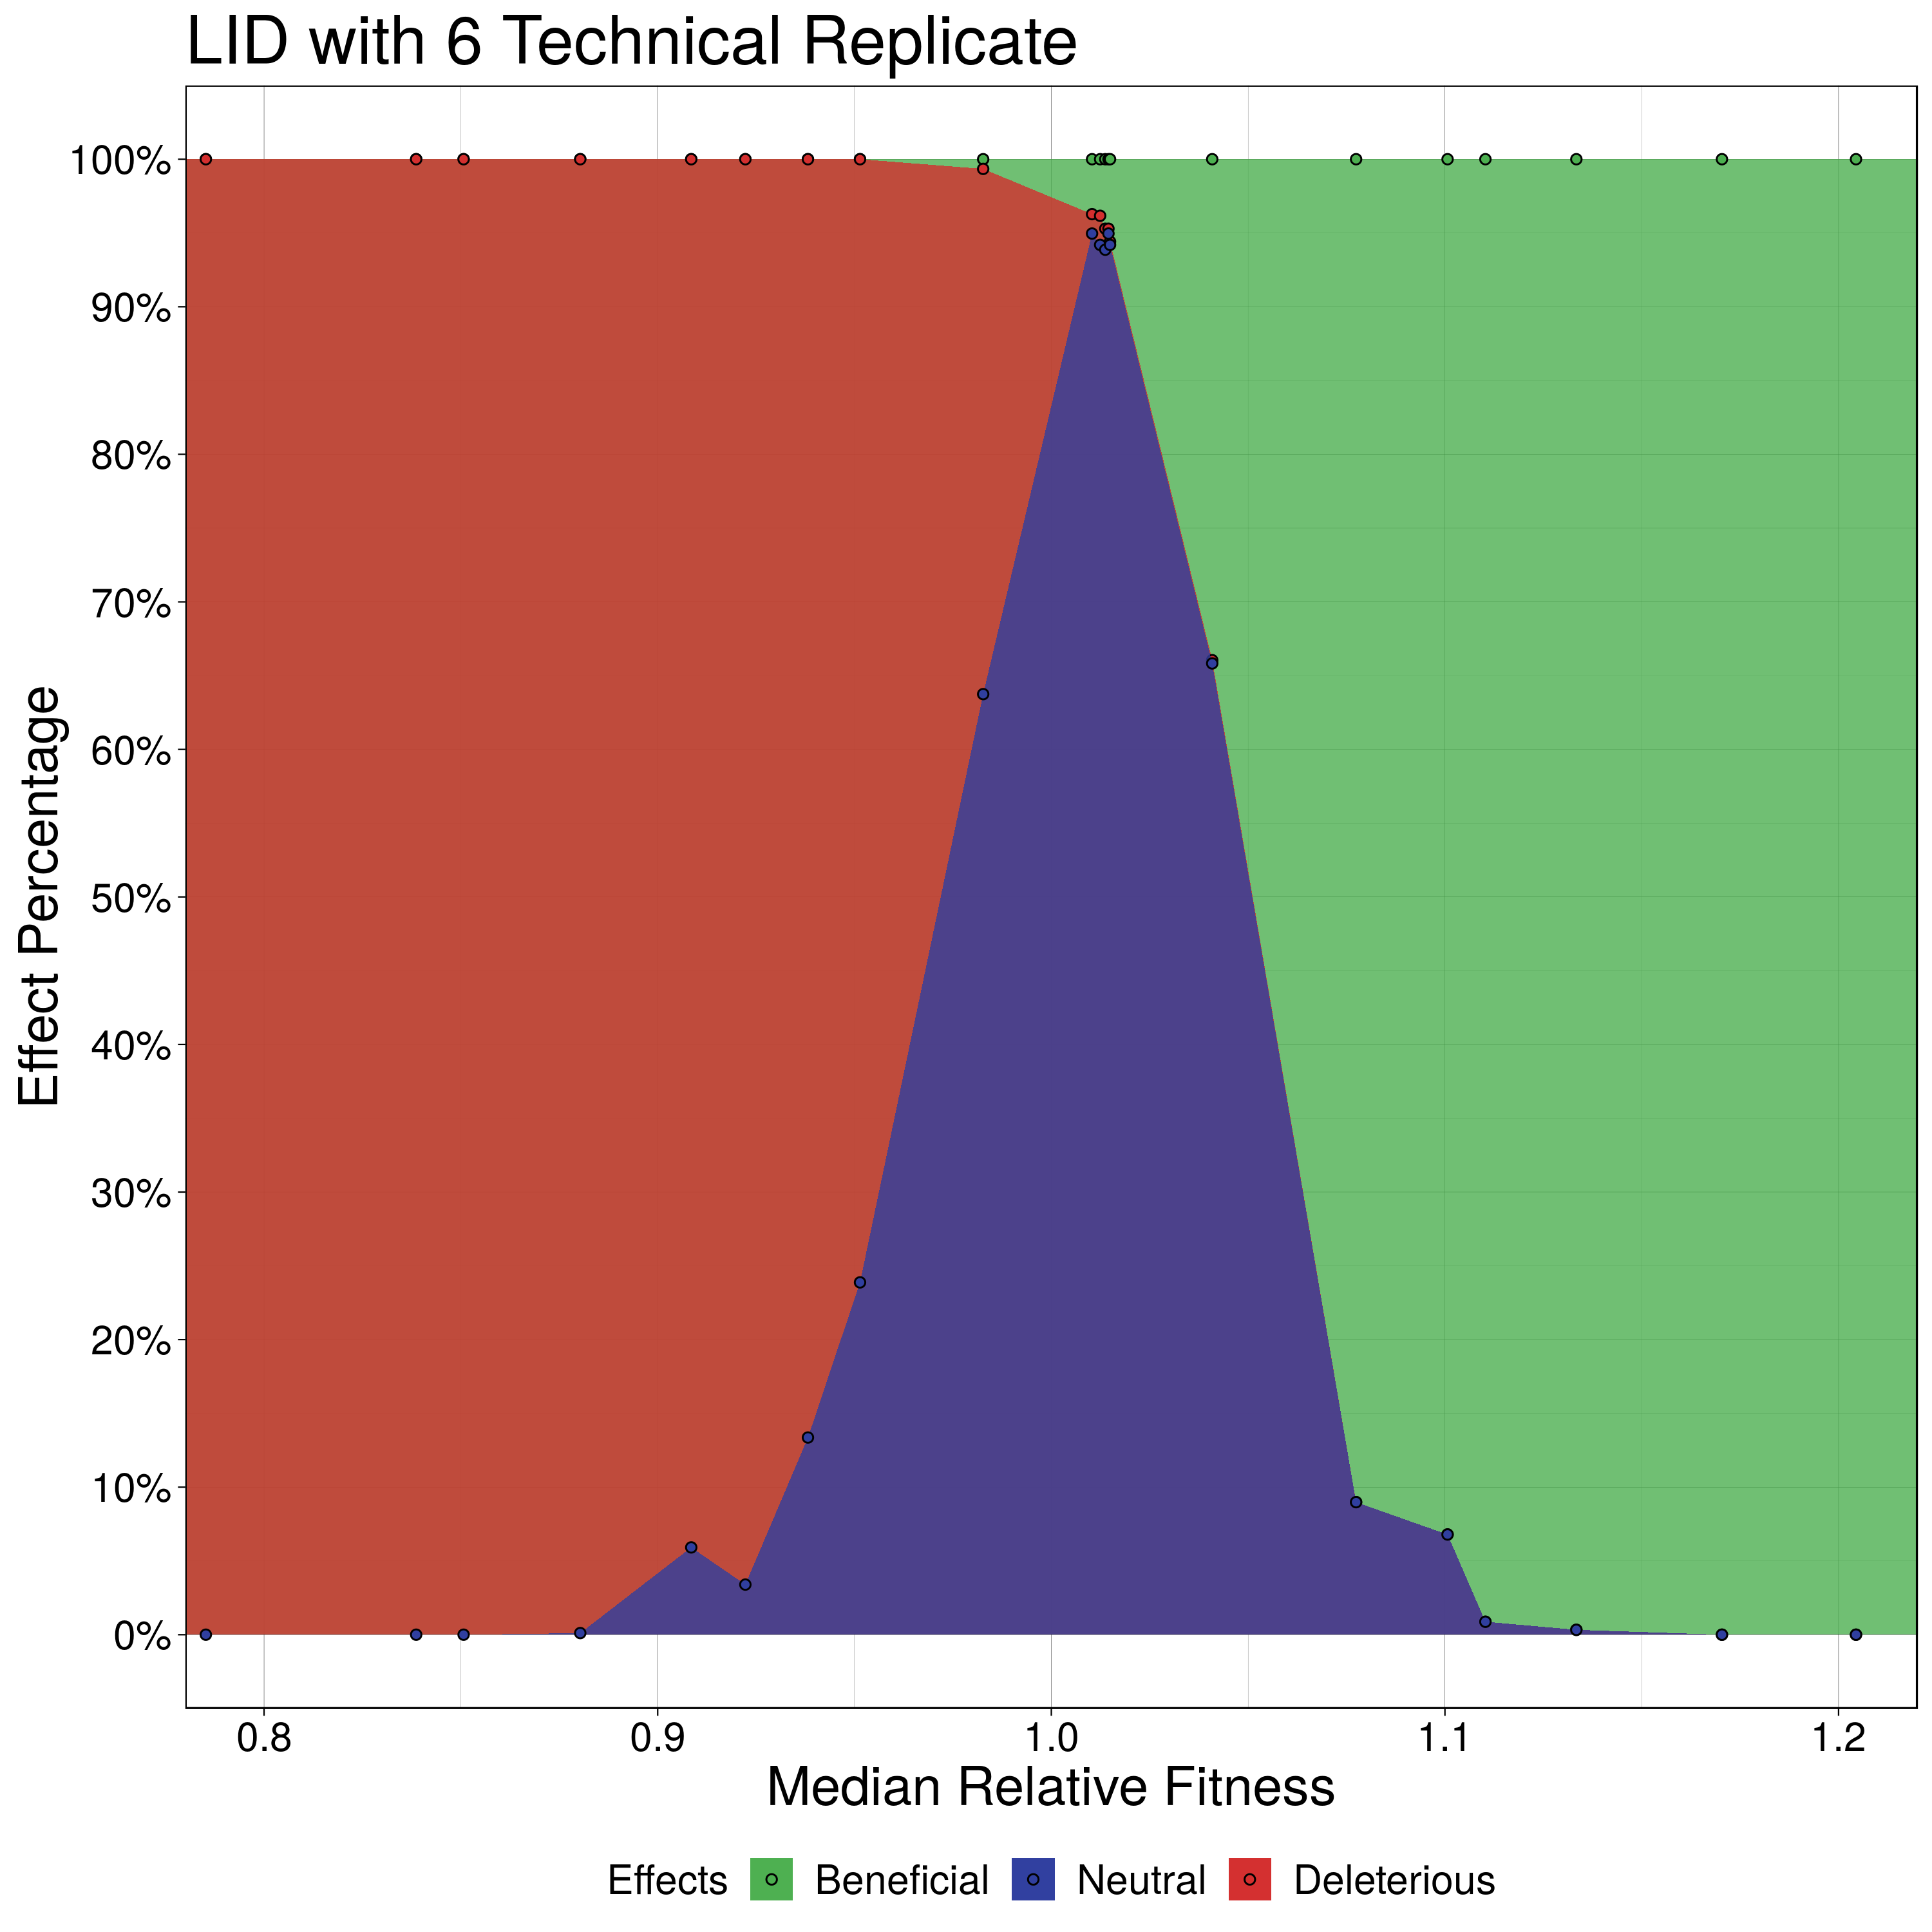 LID with 6 Technical Replicate
Effect Percentage
100%
90%
80%
70%
60%
50%
40%
30%
20%
10%
0%
0.8 0.9 1.0 1.1 1.2
Median Relative Fitness
Effects Beneficial Neutral Deleterious